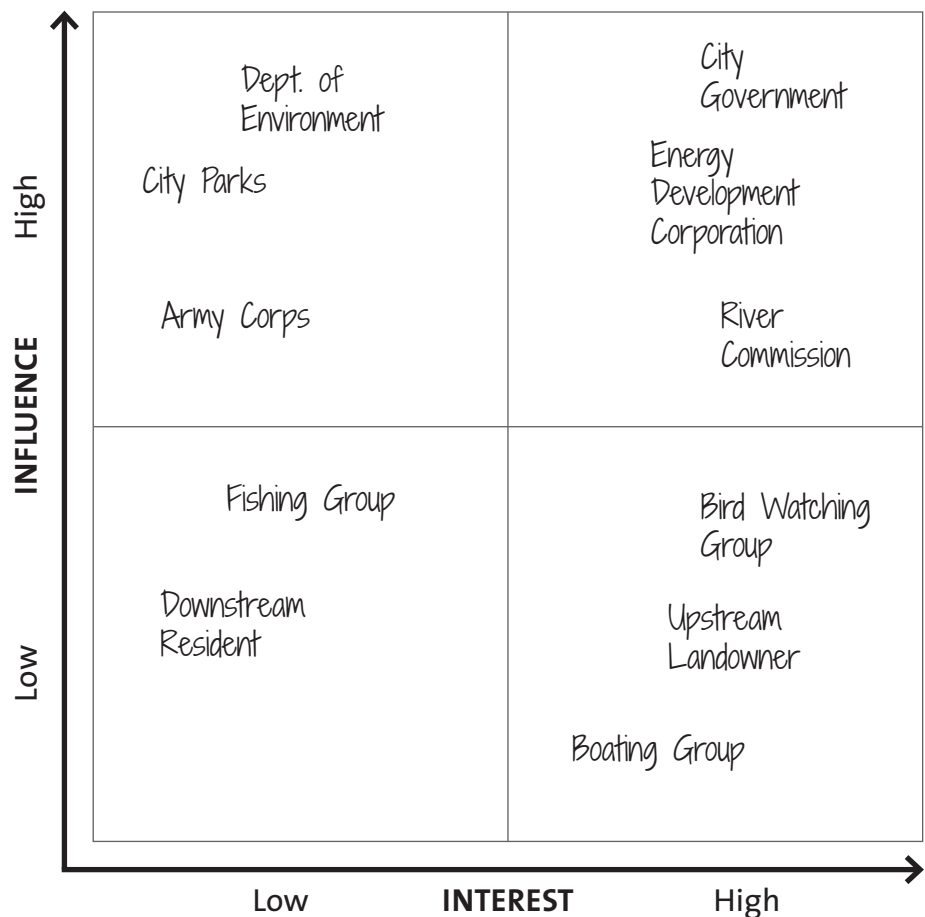 Dept. of
Environment
City
Government
City Parks
Energy
Development
Corporation
Army Corps
River
Commission
Fishing Group
Bird Watching
Group
Downstream
Resident
Upstream
Landowner
Boating Group
High
INFLUENCE
Low
Low
INTEREST
High